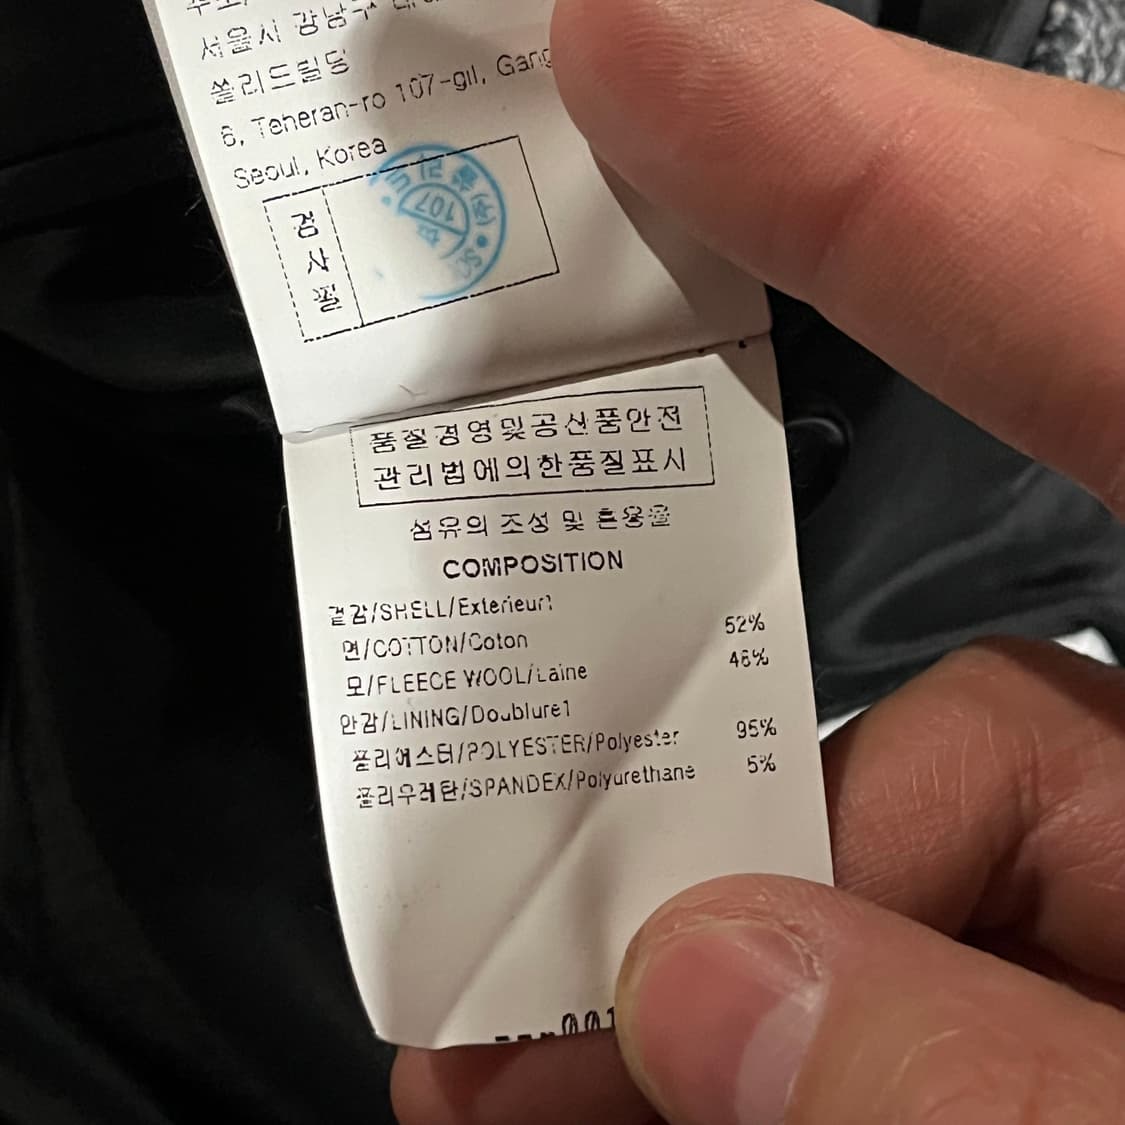 서울시 강남구
쏠리드빌딩
6, Teheran-ro 107-gil,
Seoul, Korea
검
사
필
107
품질경영및공산품안전
관리법에의한품질표시
섬유의 조성 및 혼용율
COMPOSITION
겉감/SHELL/Exterieur1
면/COTTON/Coton 52%
모/FLEECE WOOL/Laine 48%
안감/LINING/Doublure1
폴리에스터/POLYESTER/Polyester 95%
폴리우레탄/SPANDEX/Polyurethane 5%
001